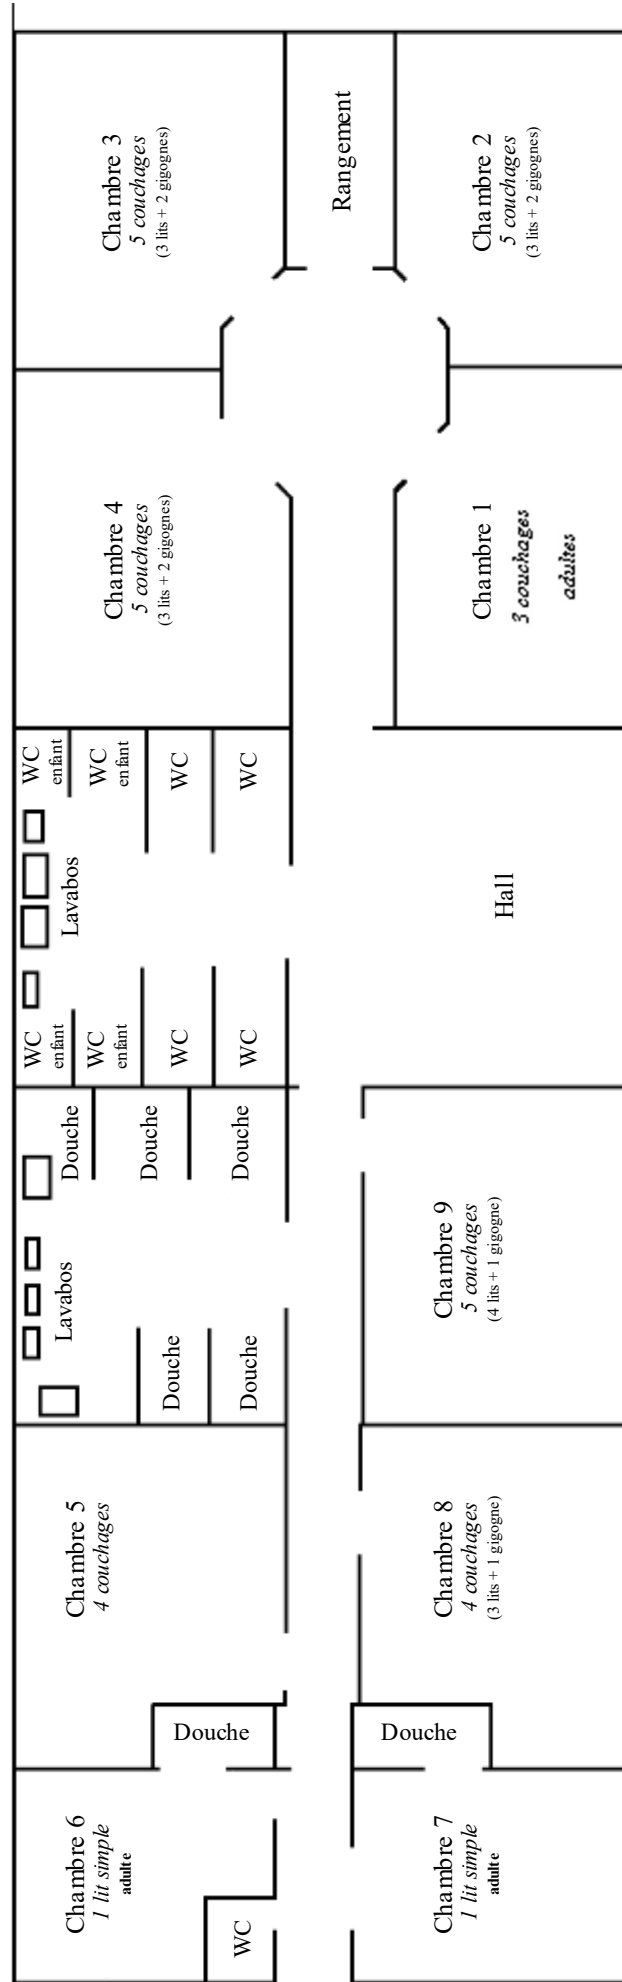 Chambre 3
5 couchages
(3 lits + 2 gigognes)
Rangement
Chambre 2
5 couchages
(3 lits + 2 gigognes)
Chambre 4
5 couchages
(3 lits + 2 gigognes)
Chambre 1
3 couchages
adultes
WC
enfant
WC
enfant
WC
WC
Lavabos
Hall
WC
enfant
WC
enfant
WC
WC
Douche
Douche
Douche
Lavabos
Douche
Douche
Chambre 9
5 couchages
(4 lits + 1 gigogne)
Chambre 5
4 couchages
Chambre 8
4 couchages
(3 lits + 1 gigogne)
Douche
Douche
Chambre 6
1 lit simple
adulte
WC
Chambre 7
1 lit simple
adulte